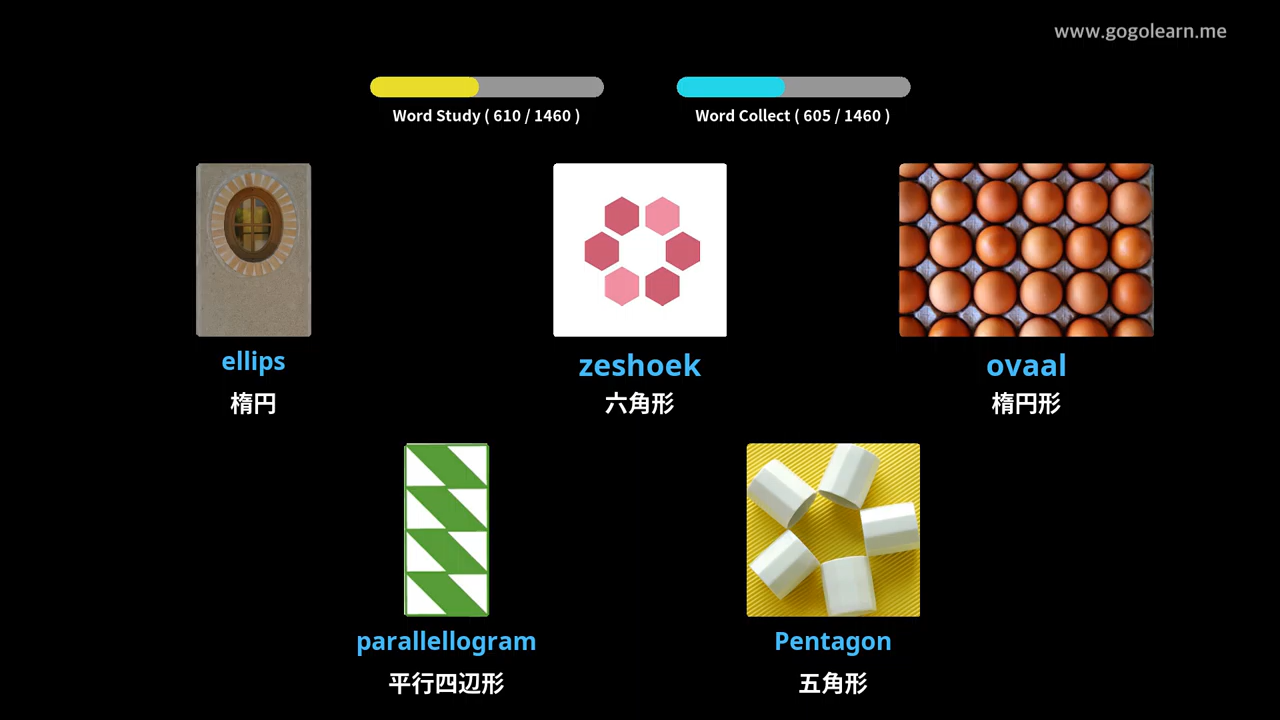 www.gogolearn.me
Word Study ( 610 / 1460 )
Word Collect ( 605 / 1460 )
ellips
楕円
zeshoek
六角形
ovaal
楕円形
parallellogram
平行四辺形
Pentagon
五角形